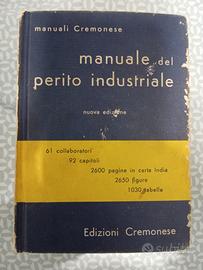 manuali Cremonese
manuale del
perito industriale
nuova edizione
61 collaboratori
92 capitoli
2600 pagine in carta India
2650 figure
1030 tabelle
Edizioni Cremonese
subito